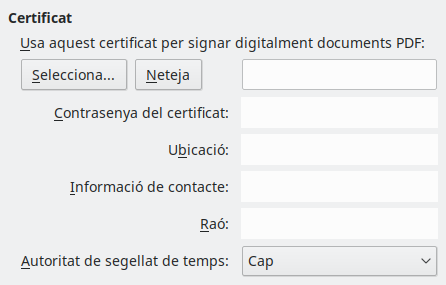 Certificat
Usa aquest certificat per signar digitalment documents PDF:
Selecciona... Neteja
Contrasenya del certificat:
Ubicació:
Informació de contacte:
Raó:
Autoritat de segellat de temps: Cap